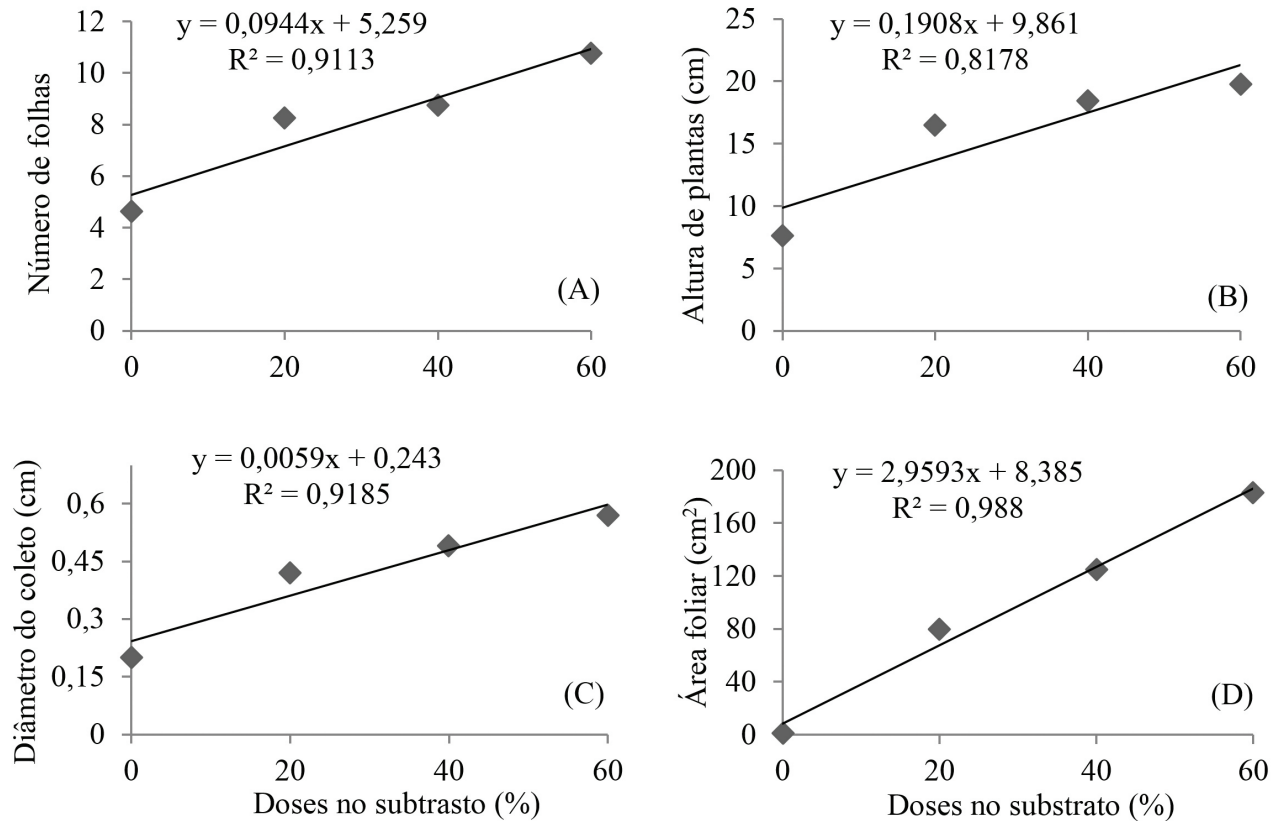 y = 0,0944x + 5,259
R² = 0,9113
Número de folhas
12
10
8
6
4
2
0
0 20 40 60
(A)
y = 0,1908x + 9,861
R² = 0,8178
Altura de plantas (cm)
25
20
15
10
5
0
0 20 40 60
(B)
y = 0,0059x + 0,243
R² = 0,9185
Diâmetro do coleto (cm)
0,6
0,45
0,3
0,15
0
0 20 40 60
Doses no subtrasto (%)
(C)
y = 2,9593x + 8,385
R² = 0,988
Área foliar (cm²)
200
160
120
80
40
0
0 20 40 60
Doses no substrato (%)
(D)